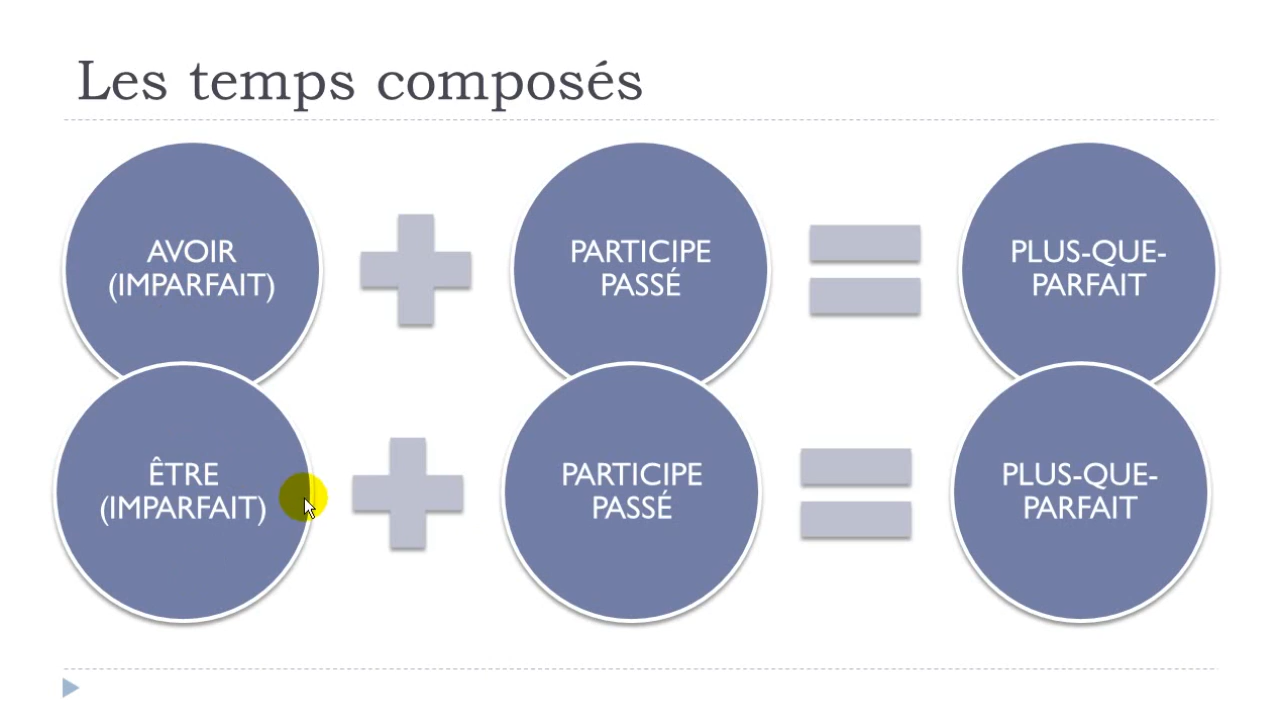 Les temps composés
AVOIR
(IMPARFAIT)
PARTICIPE
PASSÉ
PLUS-QUE-
PARFAIT
ÊTRE
(IMPARFAIT)
PARTICIPE
PASSÉ
PLUS-QUE-
PARFAIT